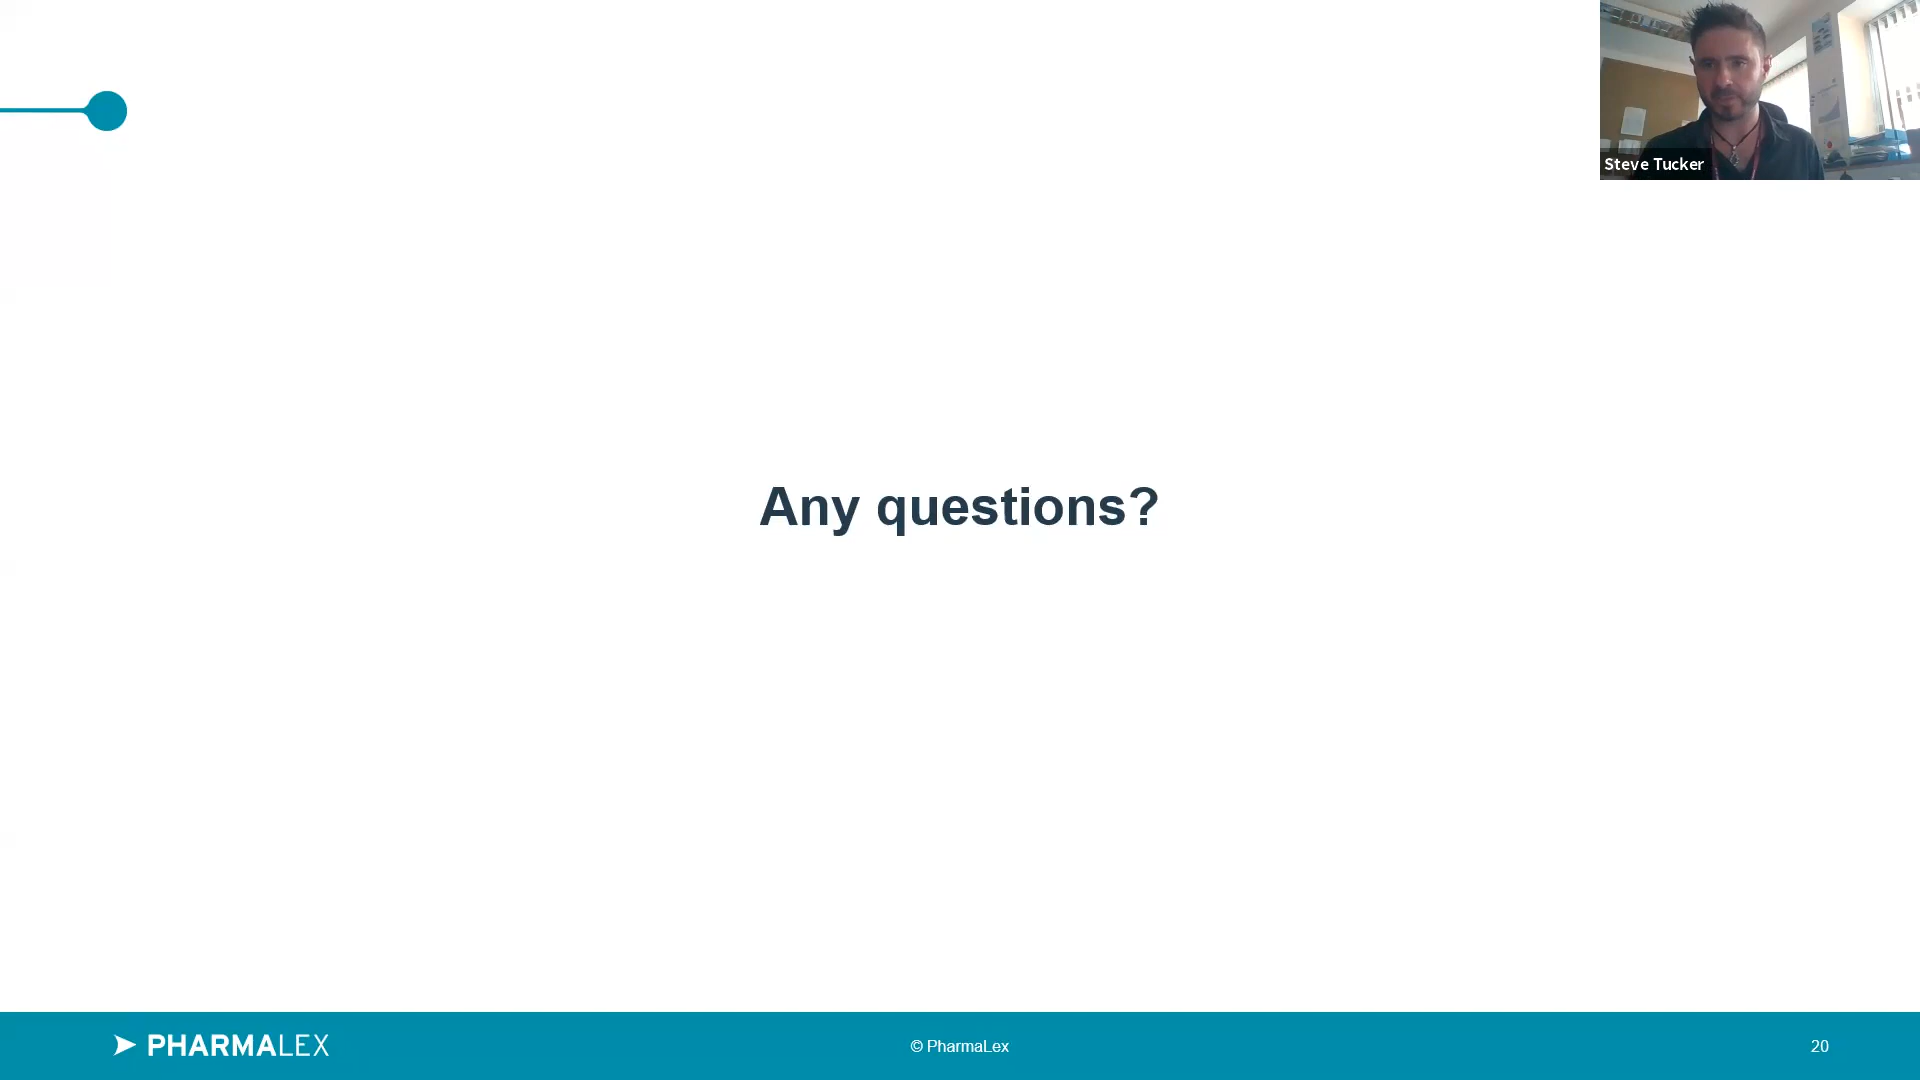 Steve Tucker
Any questions?
PHARMALEX
© PharmaLex
20